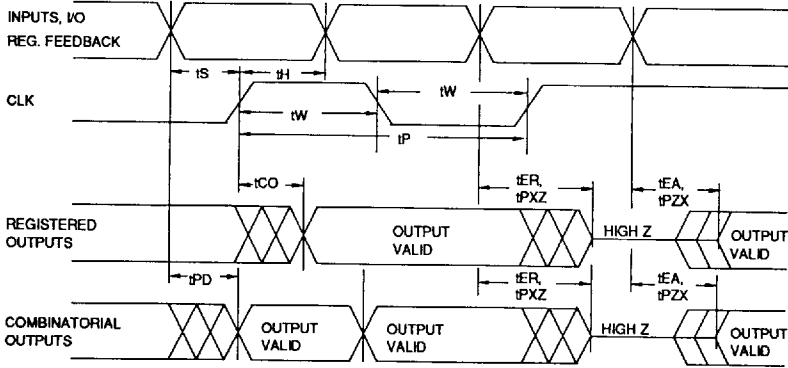 INPUTS, I/O
REG. FEEDBACK
tS
tH
CLK
tW
tW
tP
tCO
tER,
tPXZ
tEA,
tPZX
REGISTERED
OUTPUTS
OUTPUT
VALID
HIGH Z
OUTPUT
VALID
tPD
tER,
tPXZ
tEA,
tPZX
COMBINATORIAL
OUTPUTS
OUTPUT
VALID
OUTPUT
VALID
HIGH Z
OUTPUT
VALID